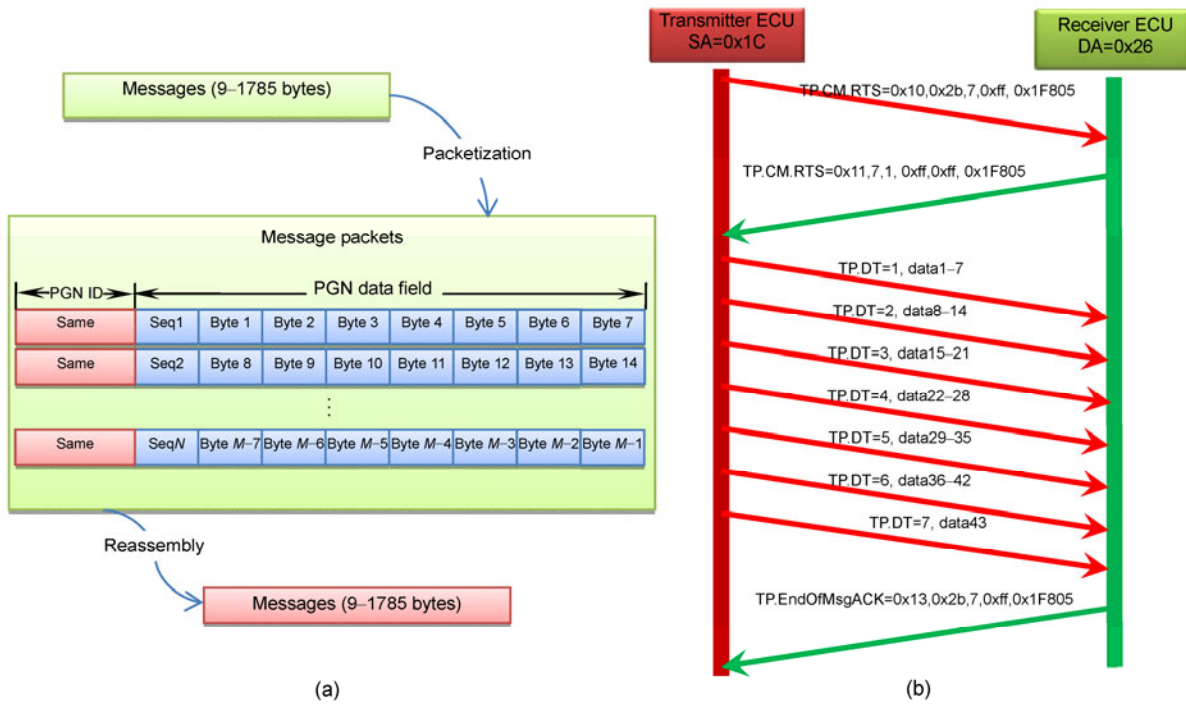 Messages (9–1785 bytes)
Packetization
Message packets
PGN ID
PGN data field
Same Seq1 Byte 1 Byte 2 Byte 3 Byte 4 Byte 5 Byte 6 Byte 7
Same Seq2 Byte 8 Byte 9 Byte 10 Byte 11 Byte 12 Byte 13 Byte 14
⋮
Same SeqN Byte M–7 Byte M–6 Byte M–5 Byte M–4 Byte M–3 Byte M–2 Byte M–1
Reassembly
Messages (9–1785 bytes)
(a)
Transmitter ECU
SA=0x1C
Receiver ECU
DA=0x26
TP.CM.RTS=0x10,0x2b,7,0xff, 0x1F805
TP.CM.RTS=0x11,7,1, 0xff,0xff, 0x1F805
TP.DT=1, data1–7
TP.DT=2, data8–14
TP.DT=3, data15–21
TP.DT=4, data22–28
TP.DT=5, data29–35
TP.DT=6, data36–42
TP.DT=7, data43
TP.EndOfMsgACK=0x13,0x2b,7,0xff,0x1F805
(b)